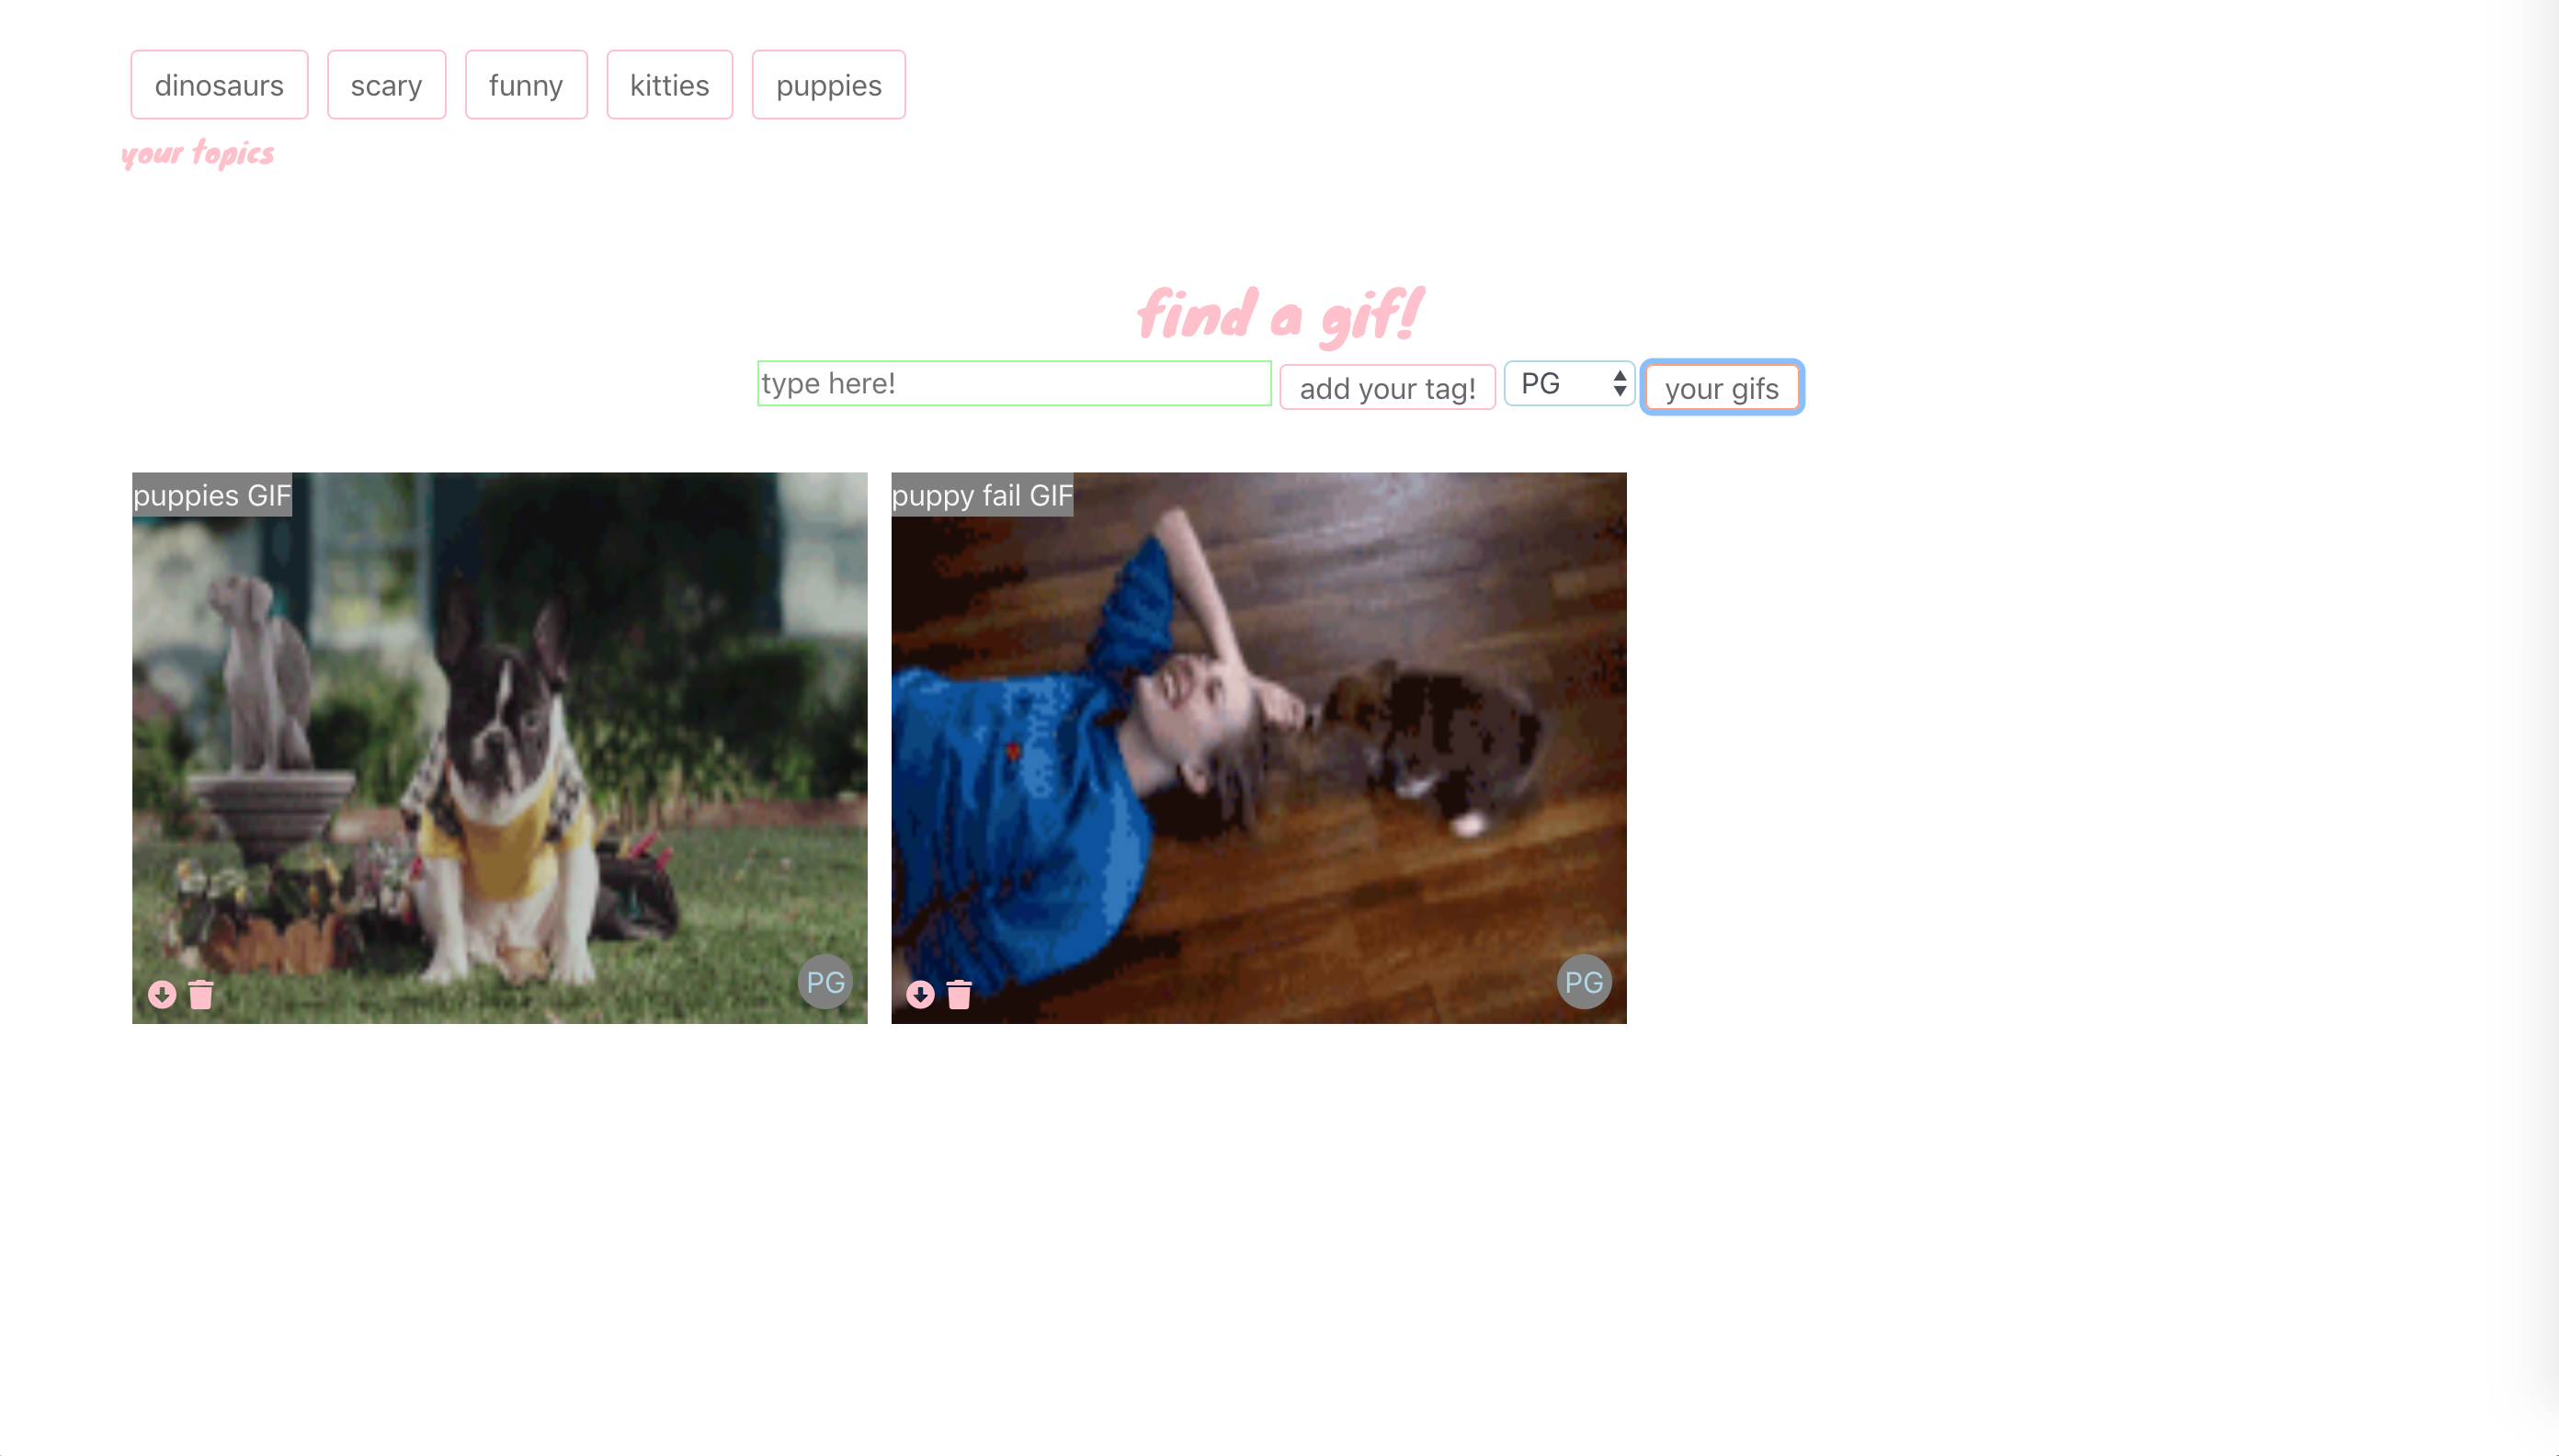 dinosaurs scary funny kitties puppies
your topics
find a gif!
type here! add your tag! PG your gifs
puppies GIF puppy fail GIF
PG PG